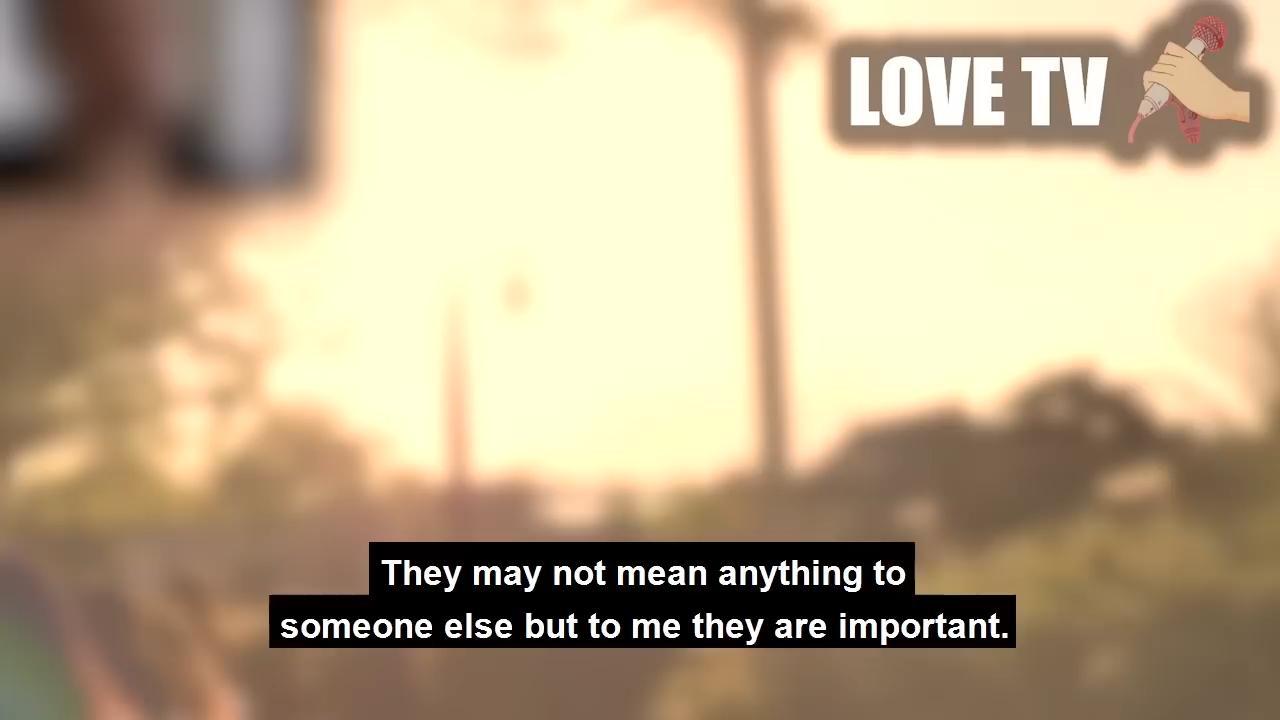 LOVE TV
They may not mean anything to
someone else but to me they are important.